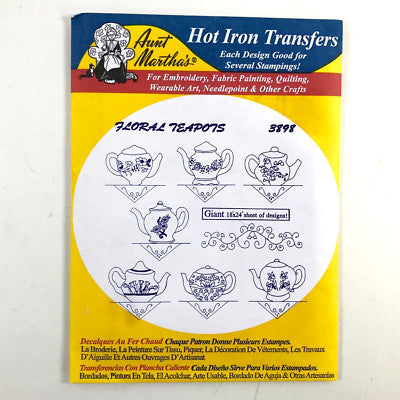 Aunt
Martha's®
Hot Iron Transfers
Each Design Good for
Several Stampings!
For Embroidery, Fabric Painting, Quilting,
Wearable Art, Needlepoint & Other Crafts
FLORAL TEAPOTS 3898
Giant 18x24" sheet of designs!
Decalques Au Fer Chaud Chaque Patron Donne Plusieurs Estampes.
La Broderie, La Peinture Sur Tissu, Piquer, La Décoration De Vêtements, Les Travaux
D'Aiguille Et Autres Ouvrages D'Artisanat
Transferencias Con Plancha Caliente Cada Diseño Sirve Para Varios Estampados.
Bordados, Pintura En Tela, El Acolchar, Arte Usable, Bordado De Aguja & Otras Artesanías